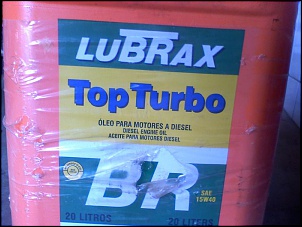 LUBRAX
Top Turbo
ÓLEO PARA MOTORES A DIESEL
DIESEL ENGINE OIL
ACEITE PARA MOTORES DIESEL
BR
SAE
15W40
20 LITROS 20 LITERS